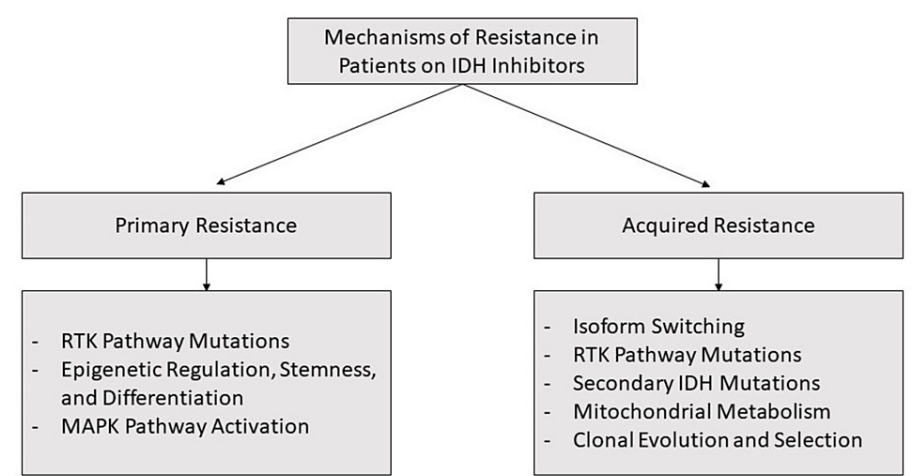 Mechanisms of Resistance in
Patients on IDH Inhibitors
Primary Resistance
Acquired Resistance
- RTK Pathway Mutations
- Epigenetic Regulation, Stemness,
and Differentiation
- MAPK Pathway Activation
- Isoform Switching
- RTK Pathway Mutations
- Secondary IDH Mutations
- Mitochondrial Metabolism
- Clonal Evolution and Selection